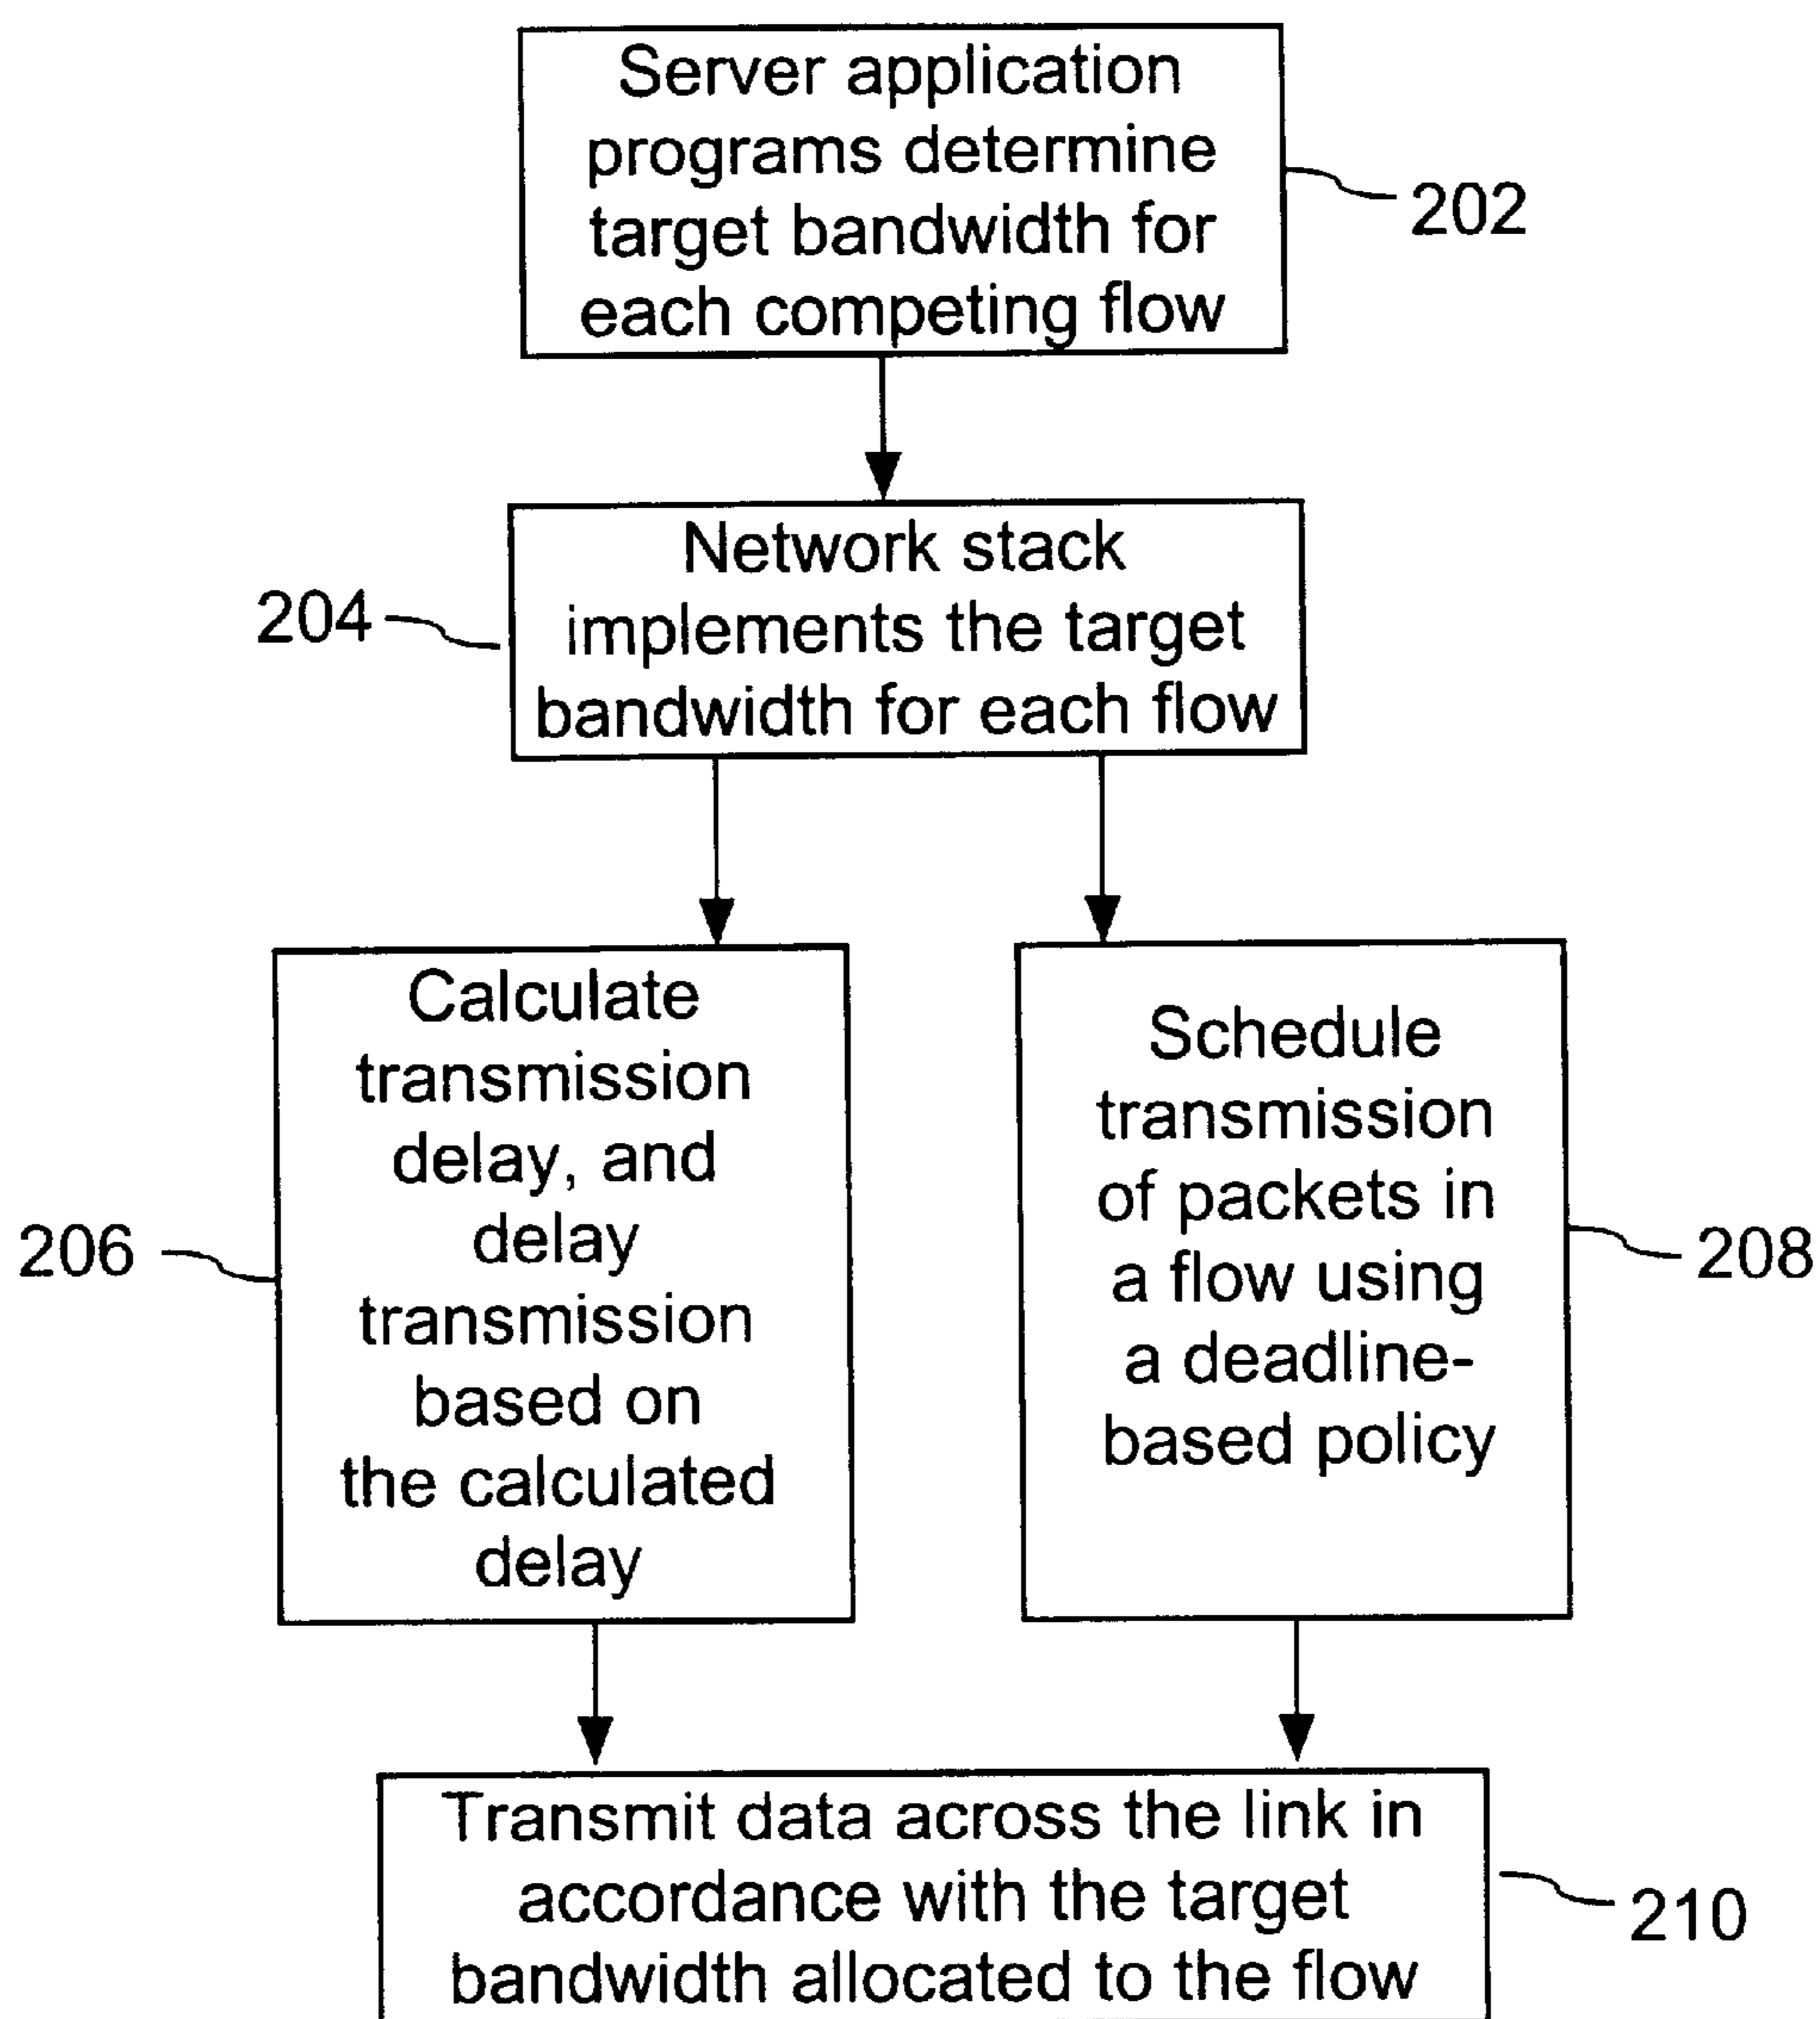 Server application
programs determine
target bandwidth for
each competing flow
202
Network stack
implements the target
bandwidth for each flow
204
Calculate
transmission
delay, and
delay
transmission
based on
the calculated
delay
206
Schedule
transmission
of packets in
a flow using
a deadline-
based policy
208
Transmit data across the link in
accordance with the target
bandwidth allocated to the flow
210